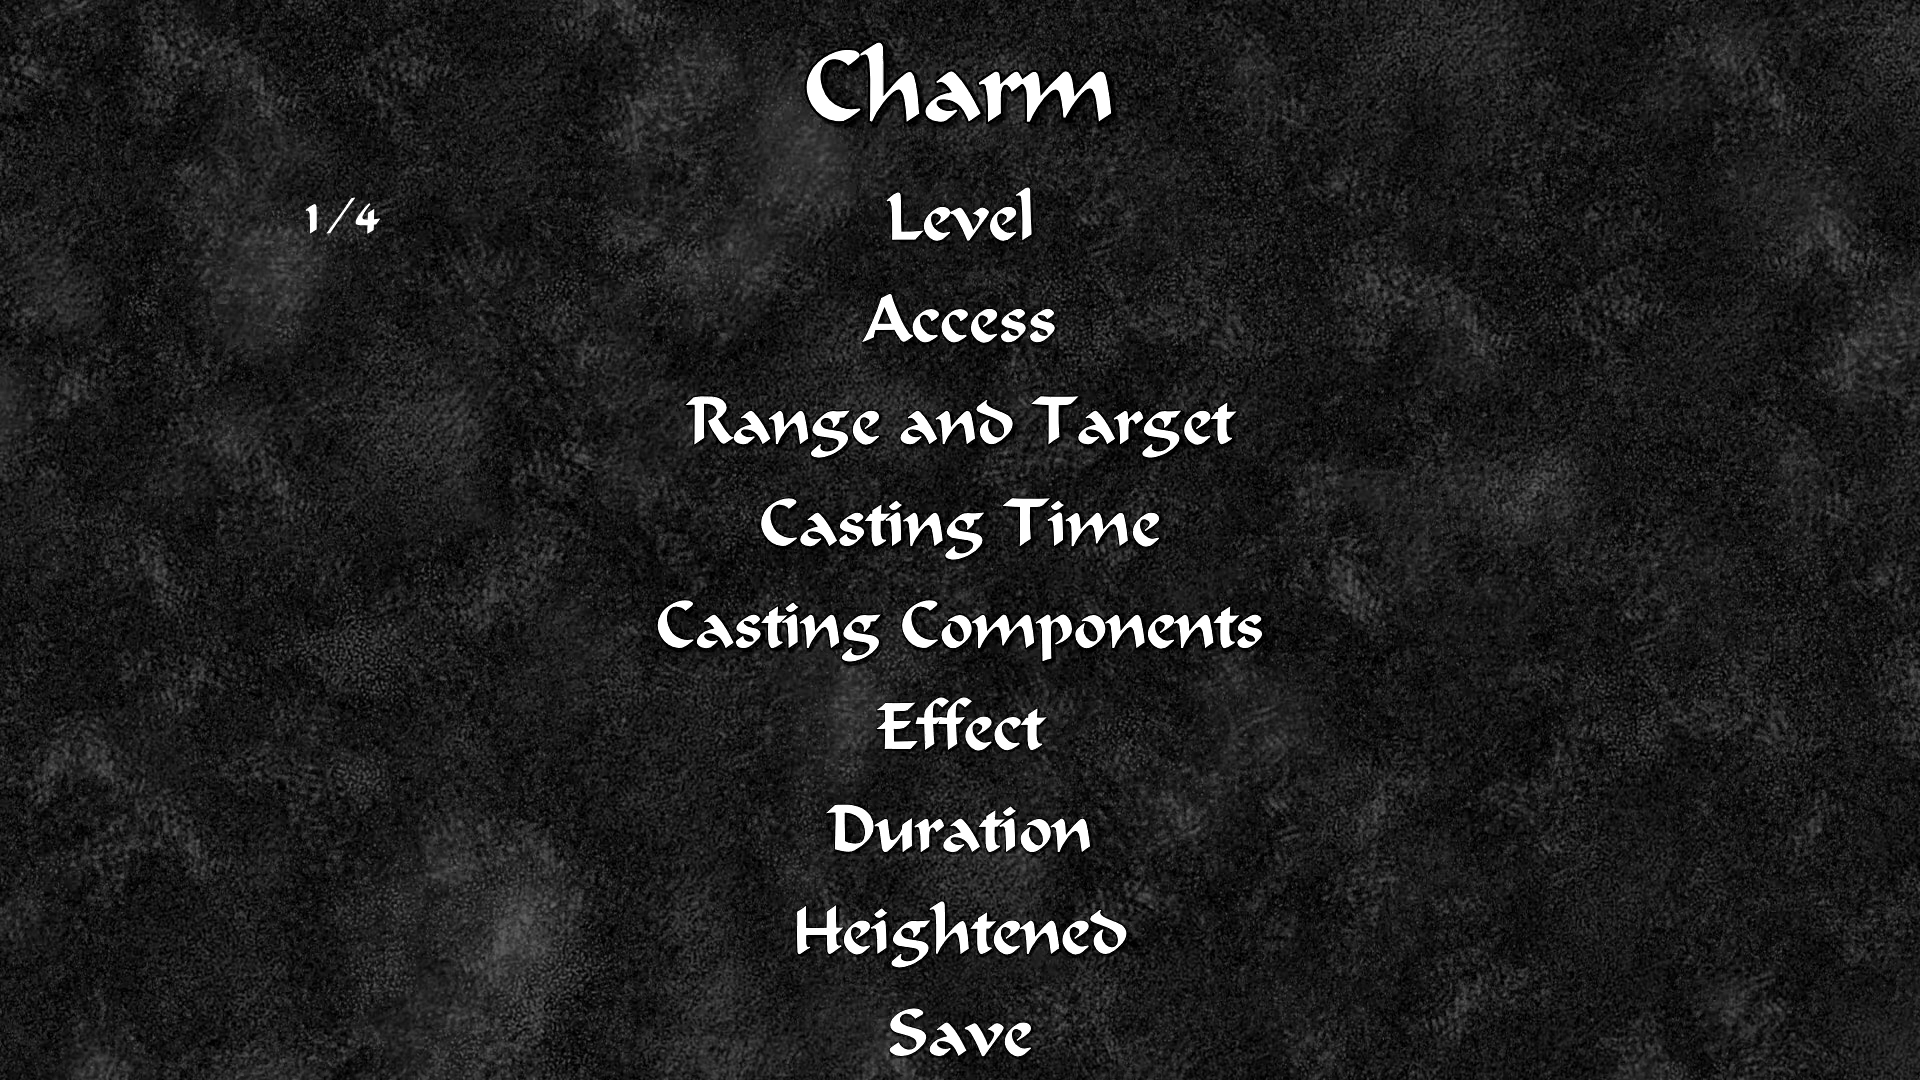 Charm
1/4
Level
Access
Range and Target
Casting Time
Casting Components
Effect
Duration
Heightened
Save